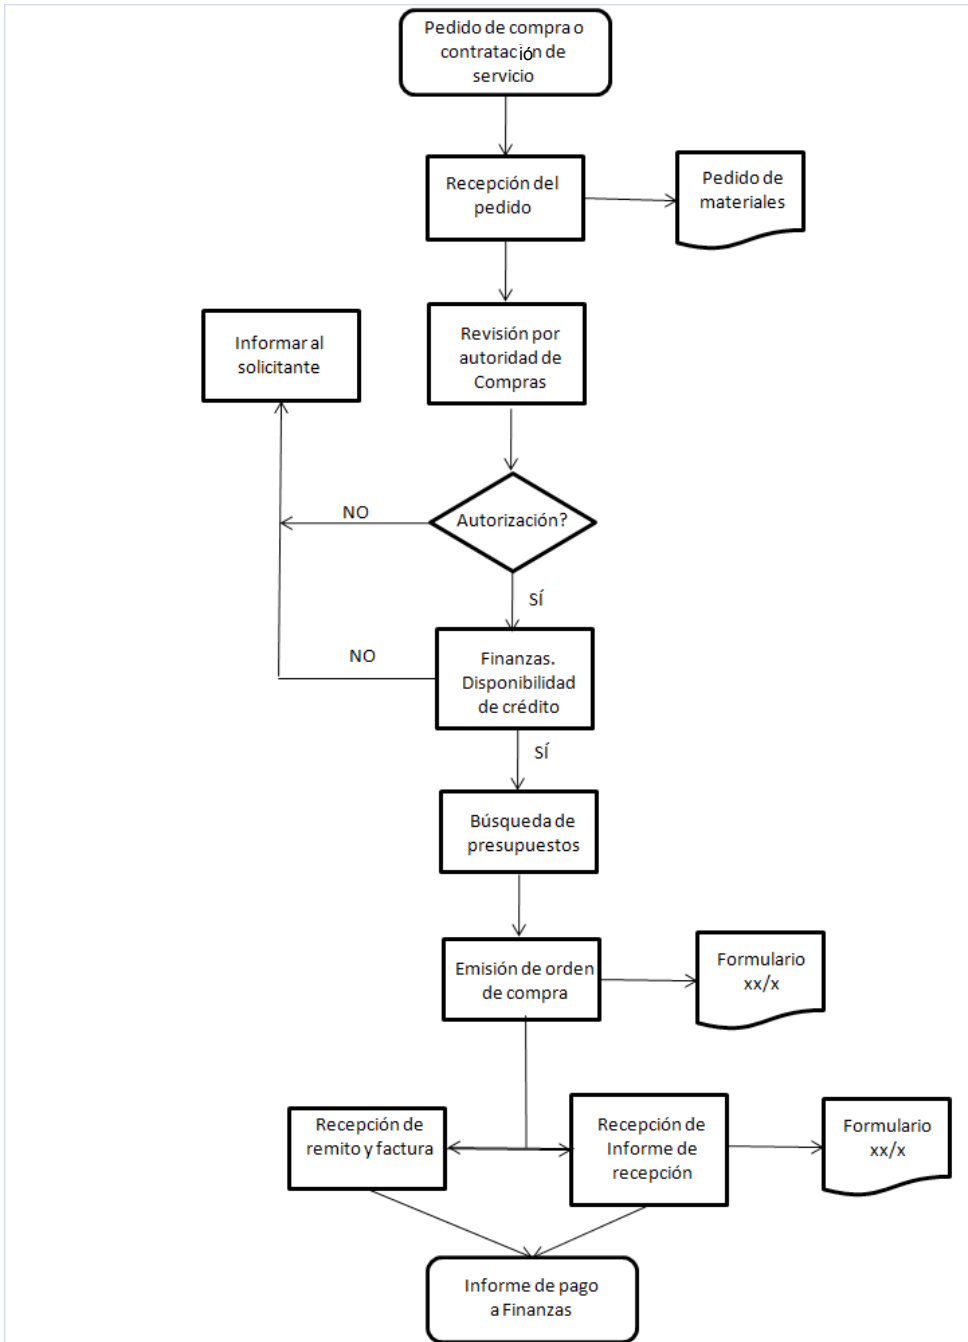 Pedido de compra o
contratación de
servicio
Recepción del
pedido
Pedido de
materiales
Revisión por
autoridad de
Compras
Informar al
solicitante
Autorización?
NO
SÍ
Finanzas.
Disponibilidad
de crédito
NO
SÍ
Búsqueda de
presupuestos
Emisión de orden
de compra
Formulario
xx/x
Recepción de
remito y factura
Recepción de
Informe de
recepción
Formulario
xx/x
Informe de pago
a Finanzas